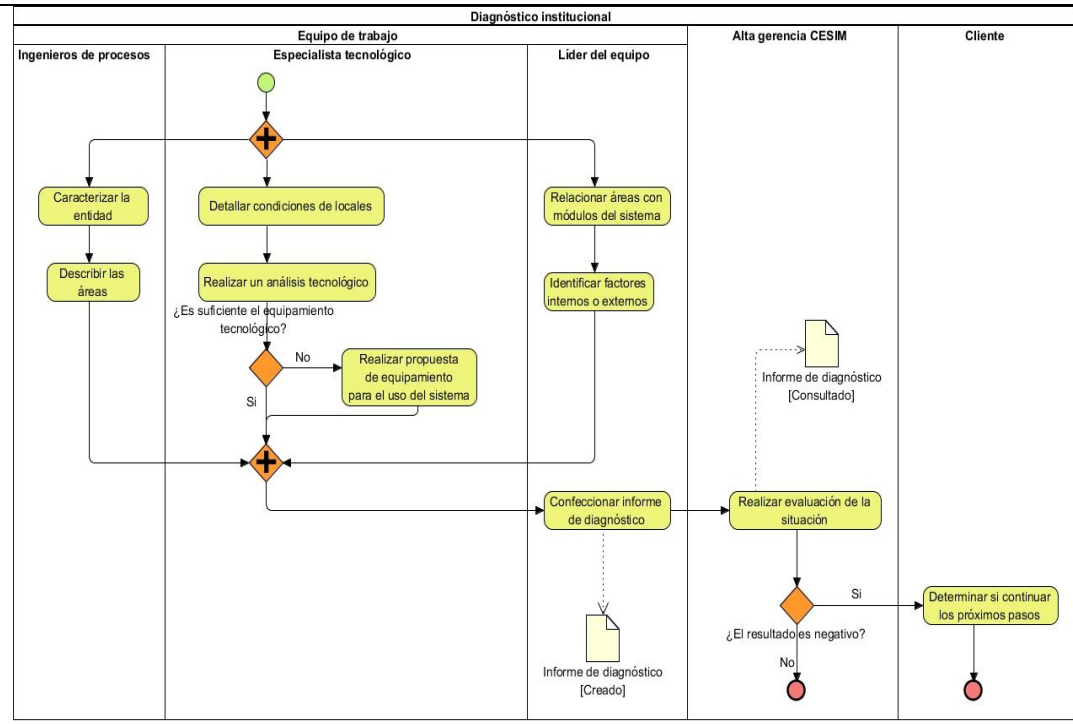 Diagnóstico institucional
Equipo de trabajo
Alta gerencia CESIM
Cliente
Ingenieros de procesos
Especialista tecnológico
Líder del equipo
Caracterizar la
entidad
Detallar condiciones de locales
Relacionar áreas con
módulos del sistema
Describir las
áreas
Realizar un análisis tecnológico
Identificar factores
internos o externos
¿Es suficiente el equipamiento
tecnológico?
No
Realizar propuesta
de equipamiento
para el uso del sistema
Si
Informe de diagnóstico
[Consultado]
Confeccionar informe
de diagnóstico
Realizar evaluación de la
situación
Si
Determinar si continuar
los próximos pasos
¿El resultado es negativo?
No
Informe de diagnóstico
[Creado]